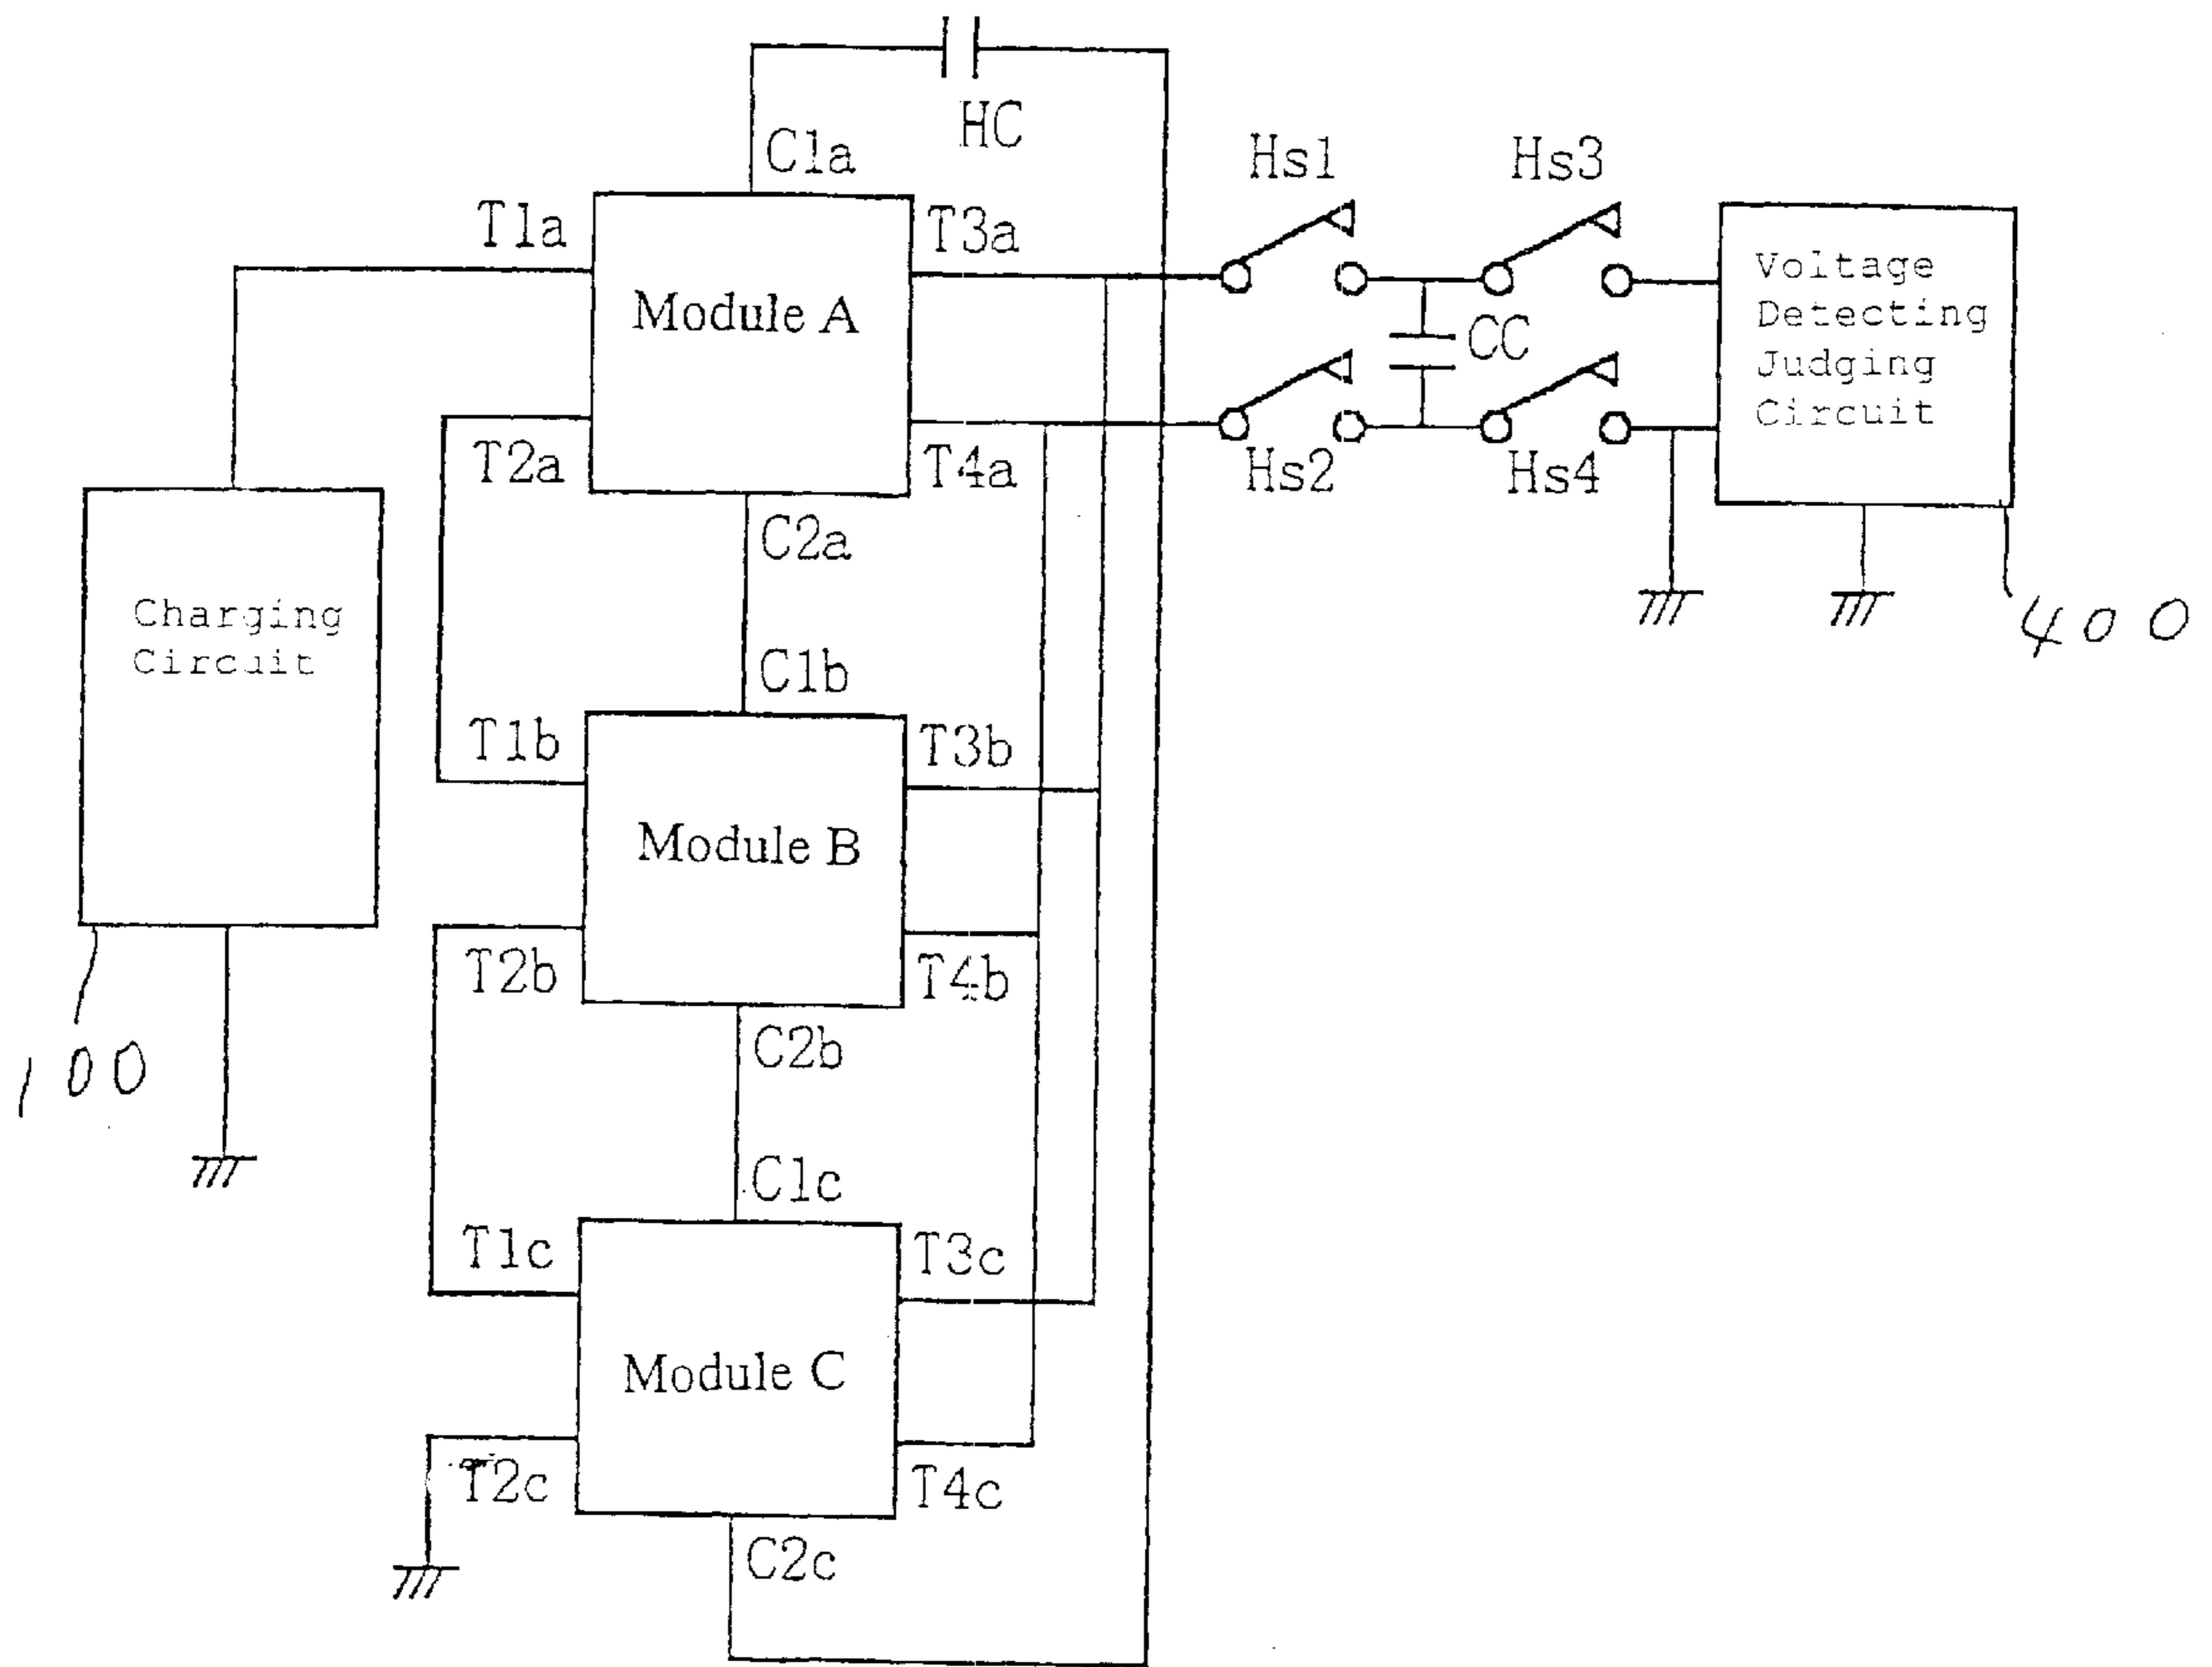 HC
C1a
Hs1
Hs3
T1a
T3a
Module A
Voltage
Detecting
Judging
Circuit
CC
T2a
T4a
Hs2
Hs4
C2a
400
Charging
Circuit
C1b
T1b
T3b
Module B
T2b
T4b
C2b
100
C1c
T1c
T3c
Module C
T2c
T4c
C2c